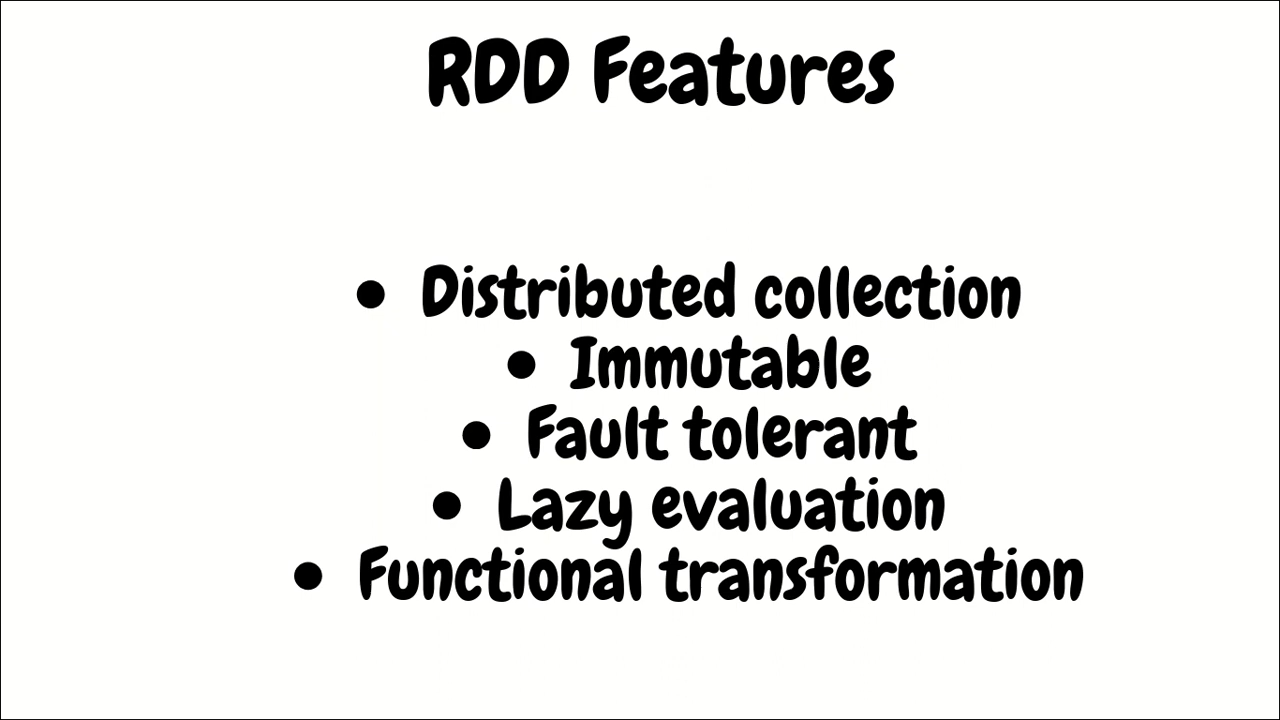 RDD Features
• Distributed collection
• Immutable
• Fault tolerant
• Lazy evaluation
• Functional transformation